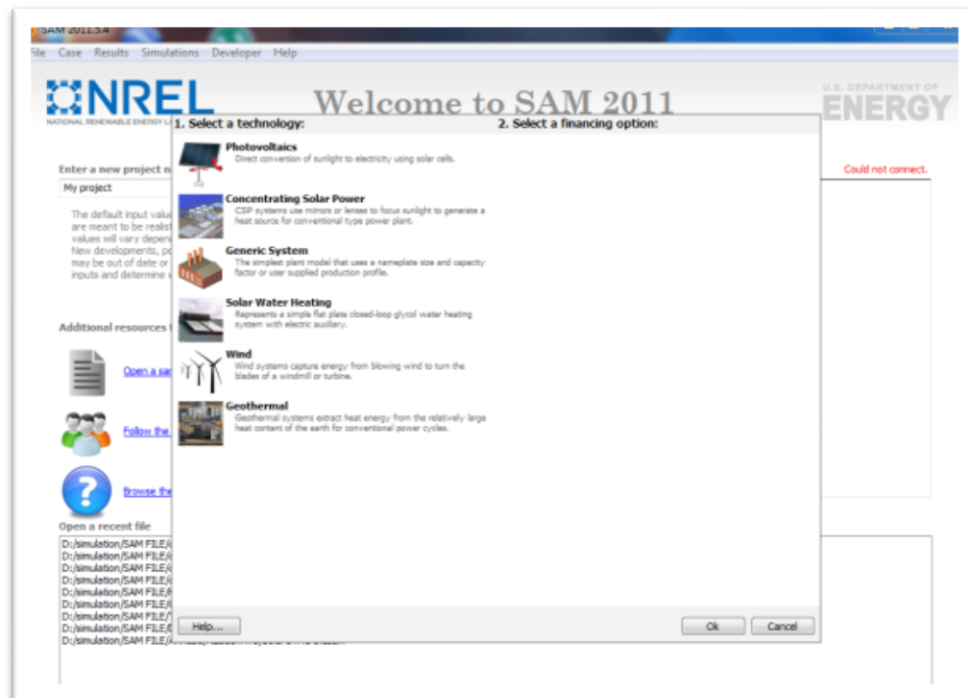 SAM 2011.5.4
File Case Results Simulations Developer Help
NREL
NATIONAL RENEWABLE ENERGY
Welcome to SAM 2011
U.S. DEPARTMENT OF
ENERGY
1. Select a technology:
2. Select a financing option:
Photovoltaics
Direct conversion of sunlight to electricity using solar cells.
Concentrating Solar Power
CSP systems use mirrors or lenses to focus sunlight to generate a
heat source for conventional type power plant.
Generic System
The simplest plant model that uses a nameplate size and capacity
factor or user supplied production profile.
Solar Water Heating
Represents a simple flat plate closed-loop glycol water heating
system with electric auxiliary.
Wind
Wind systems capture energy from blowing wind to turn the
blades of a windmill or turbine.
Geothermal
Geothermal systems extract heat energy from the relatively large
heat content of the earth for conventional power cycles.
Help...
Ok
Cancel
Enter a new project
Could not connect.
My project
The default input
are meant to be
values will vary
New developments,
may be out of date or
inputs and determine
Additional resources
Open a
Follow the
Browse the
Open a recent file
D:/simulation/SAM FILE/
D:/simulation/SAM FILE/
D:/simulation/SAM FILE/
D:/simulation/SAM FILE/
D:/simulation/SAM FILE/
D:/simulation/SAM FILE/
D:/simulation/SAM FILE/
D:/simulation/SAM FILE/
D:/simulation/SAM FILE/